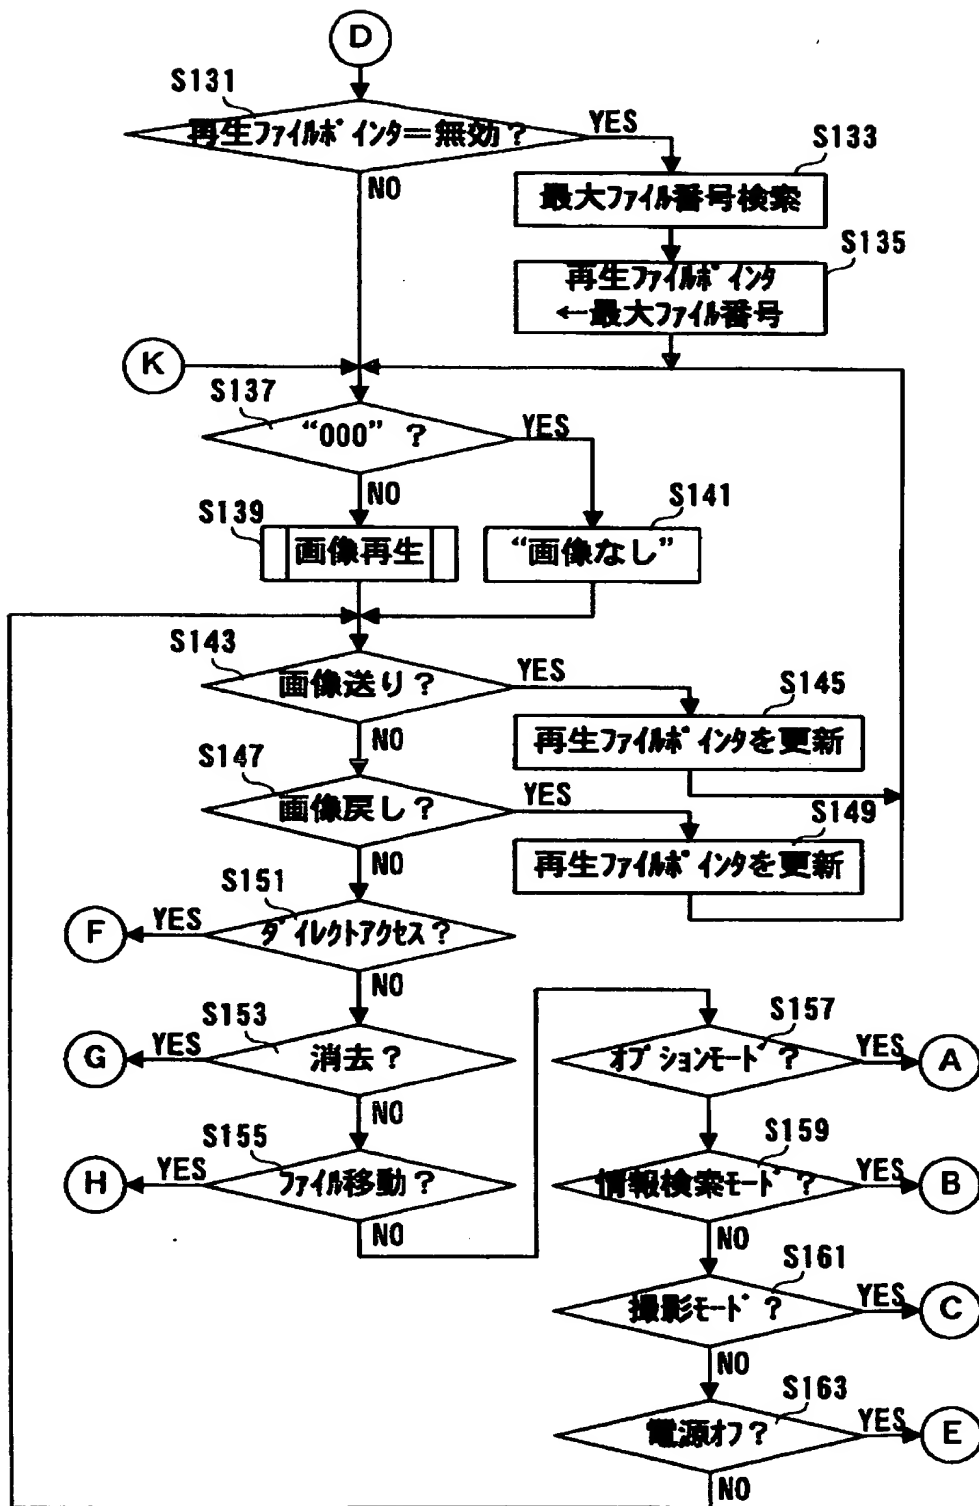 D
S131
再生ファイルポインタ=無効?
YES
NO
S133
最大ファイル番号検索
S135
再生ファイルポインタ
←最大ファイル番号
K
S137
“000” ?
YES
NO
S139
画像再生
S141
“画像なし”
S143
画像送り?
YES
NO
S145
再生ファイルポインタを更新
S147
画像戻し?
YES
NO
S149
再生ファイルポインタを更新
S151
ダイレクトアクセス?
YES
F
NO
S153
消去?
YES
G
NO
S155
ファイル移動?
YES
H
NO
S157
オプションモード?
YES
A
S159
情報検索モード?
YES
B
NO
S161
撮影モード?
YES
C
NO
S163
電源オフ?
YES
E
NO